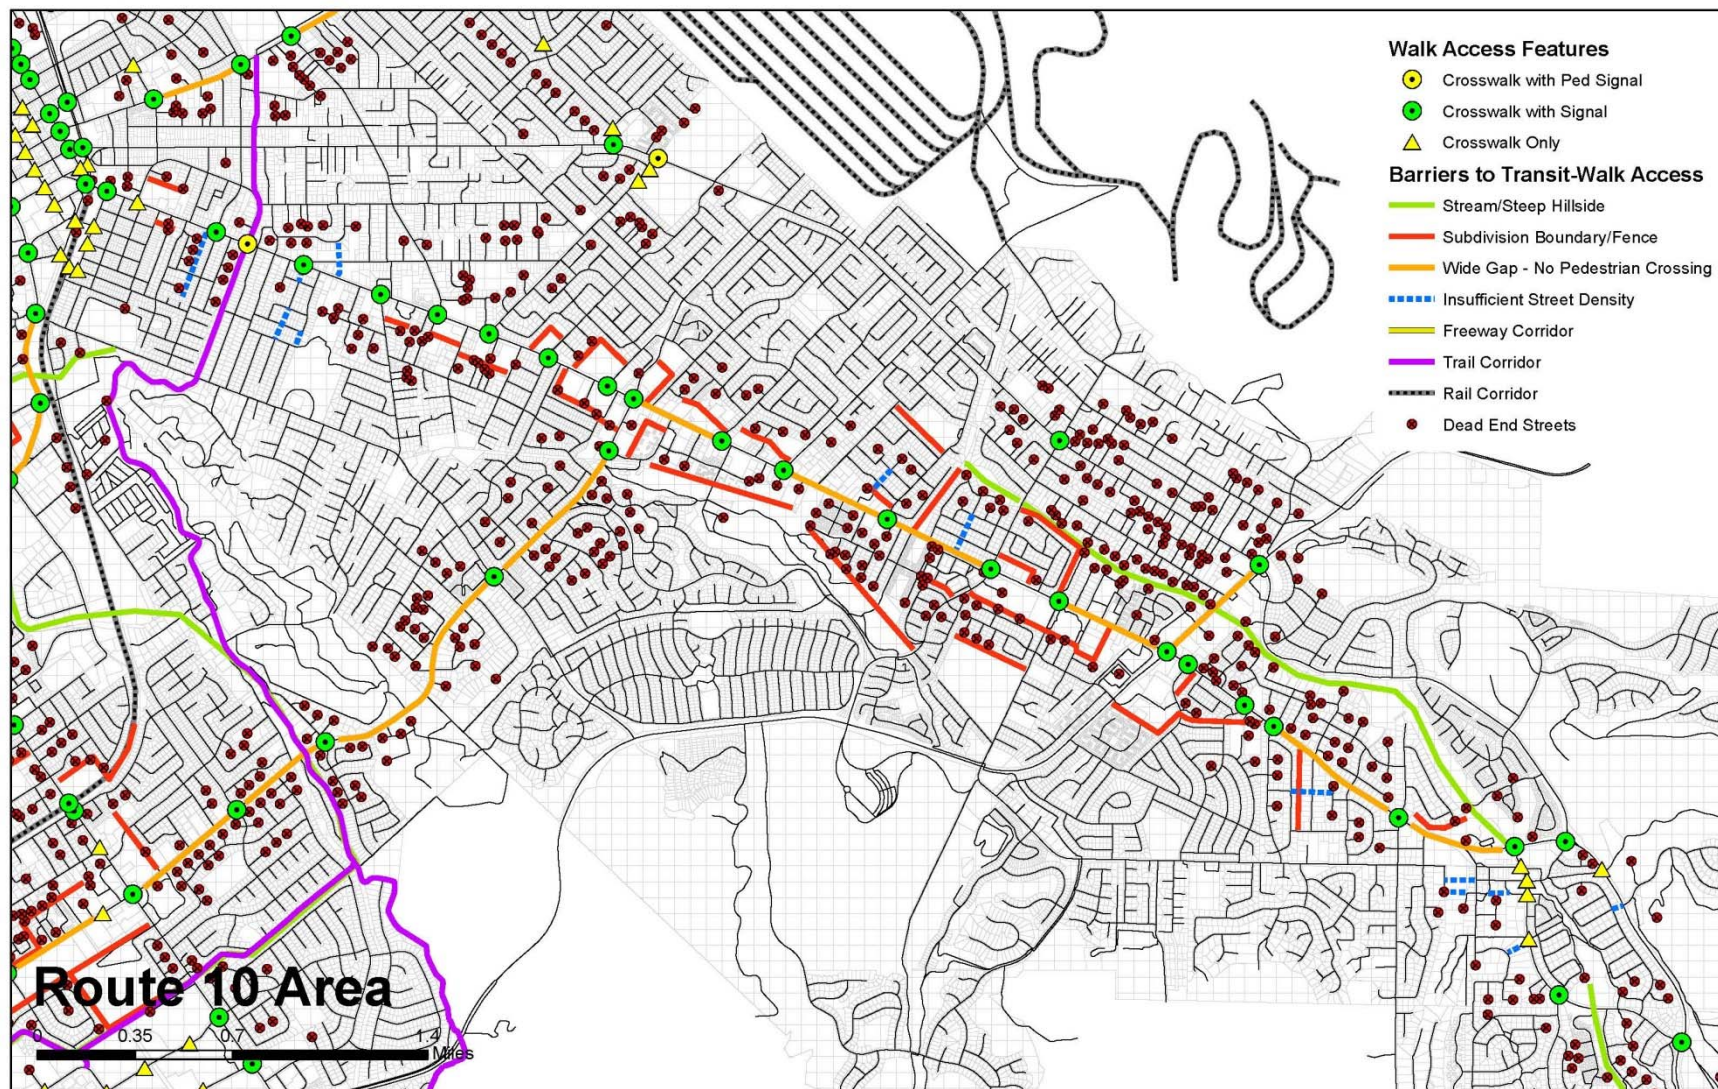 Walk Access Features
Crosswalk with Ped Signal
Crosswalk with Signal
Crosswalk Only
Barriers to Transit-Walk Access
Stream/Steep Hillside
Subdivision Boundary/Fence
Wide Gap - No Pedestrian Crossing
Insufficient Street Density
Freeway Corridor
Trail Corridor
Rail Corridor
Dead End Streets
Route 10 Area
0 0.35 0.7 1.4
Miles